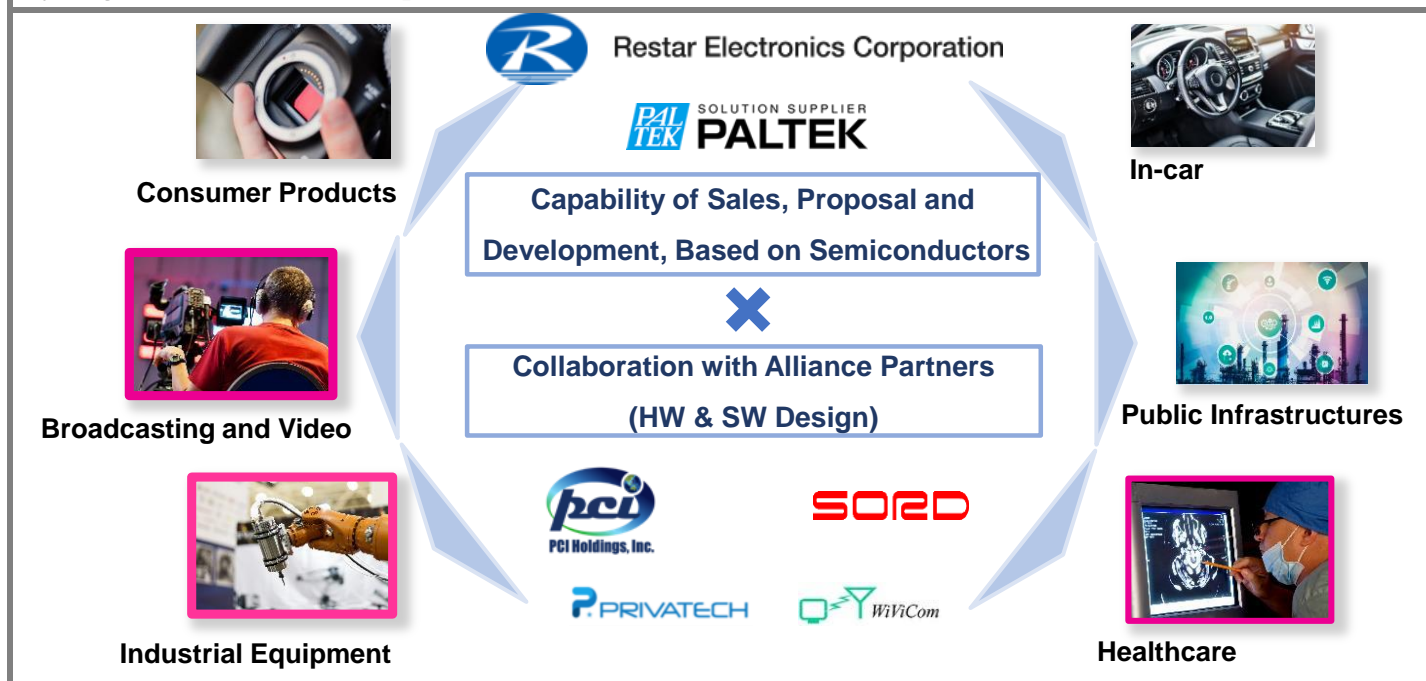 Restar Electronics Corporation
PAL
TEK
SOLUTION SUPPLIER
PALTEK
Consumer Products
In-car
Capability of Sales, Proposal and
Development, Based on Semiconductors
Broadcasting and Video
Public Infrastructures
Collaboration with Alliance Partners
(HW & SW Design)
pci
PCI Holdings, Inc.
SORD
P. PRIVATECH
WiViCom
Industrial Equipment
Healthcare